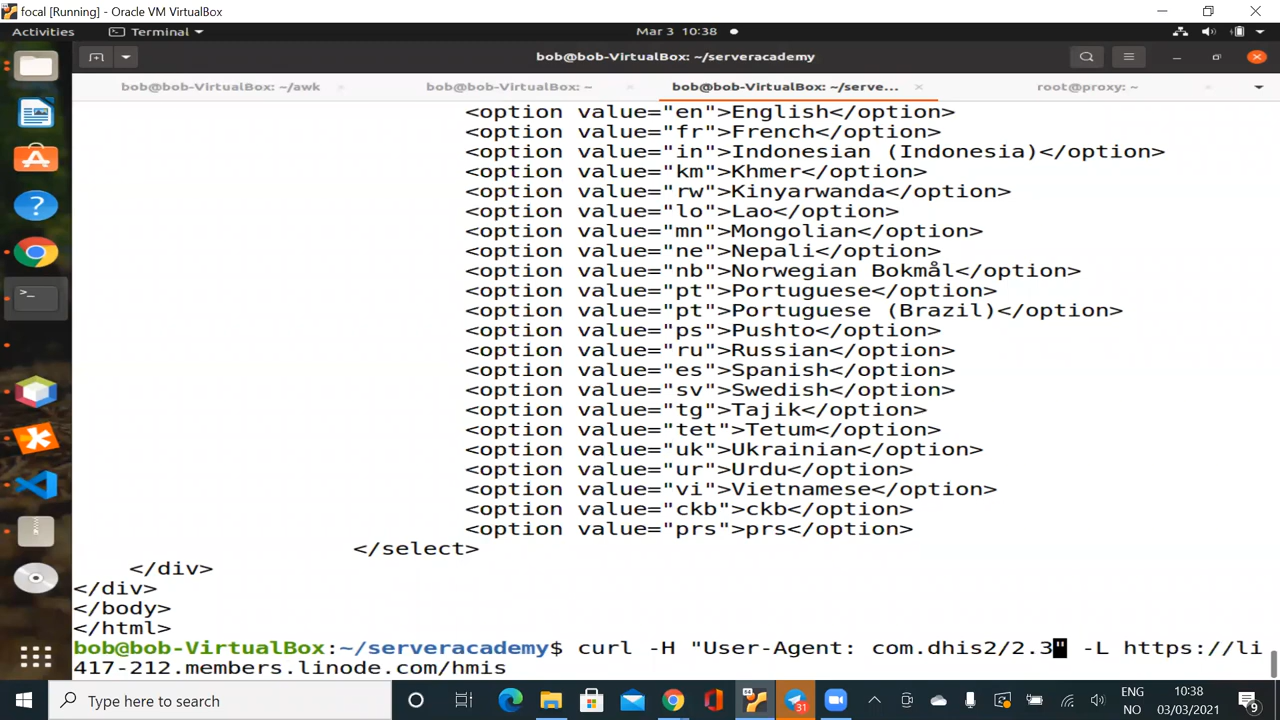 focal [Running] - Oracle VM VirtualBox
Activities Terminal Mar 3 10:38
bob@bob-VirtualBox: ~/serveracademy
bob@bob-VirtualBox: ~/awk bob@bob-VirtualBox: ~ bob@bob-VirtualBox: ~/serve... root@proxy: ~
<option value="en">English</option>
<option value="fr">French</option>
<option value="in">Indonesian (Indonesia)</option>
<option value="km">Khmer</option>
<option value="rw">Kinyarwanda</option>
<option value="lo">Lao</option>
<option value="mn">Mongolian</option>
<option value="ne">Nepali</option>
<option value="nb">Norwegian Bokmål</option>
<option value="pt">Portuguese</option>
<option value="pt">Portuguese (Brazil)</option>
<option value="ps">Pushto</option>
<option value="ru">Russian</option>
<option value="es">Spanish</option>
<option value="sv">Swedish</option>
<option value="tg">Tajik</option>
<option value="tet">Tetum</option>
<option value="uk">Ukrainian</option>
<option value="ur">Urdu</option>
<option value="vi">Vietnamese</option>
<option value="ckb">ckb</option>
<option value="prs">prs</option>
</select>
</div>
</div>
</body>
</html>
bob@bob-VirtualBox:~/serveracademy$ curl -H "User-Agent: com.dhis2/2.3" -L https://li
417-212.members.linode.com/hmis
Type here to search
31
ENG
NO
10:38
03/03/2021
9